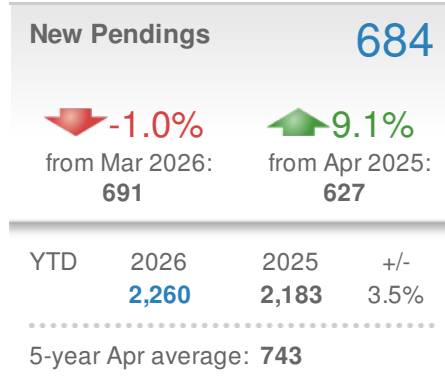 New Pendings 684
-1.0% 9.1%
from Mar 2026: from Apr 2025:
691 627
YTD 2026 2025 +/-
2,260 2,183 3.5%
5-year Apr average: 743